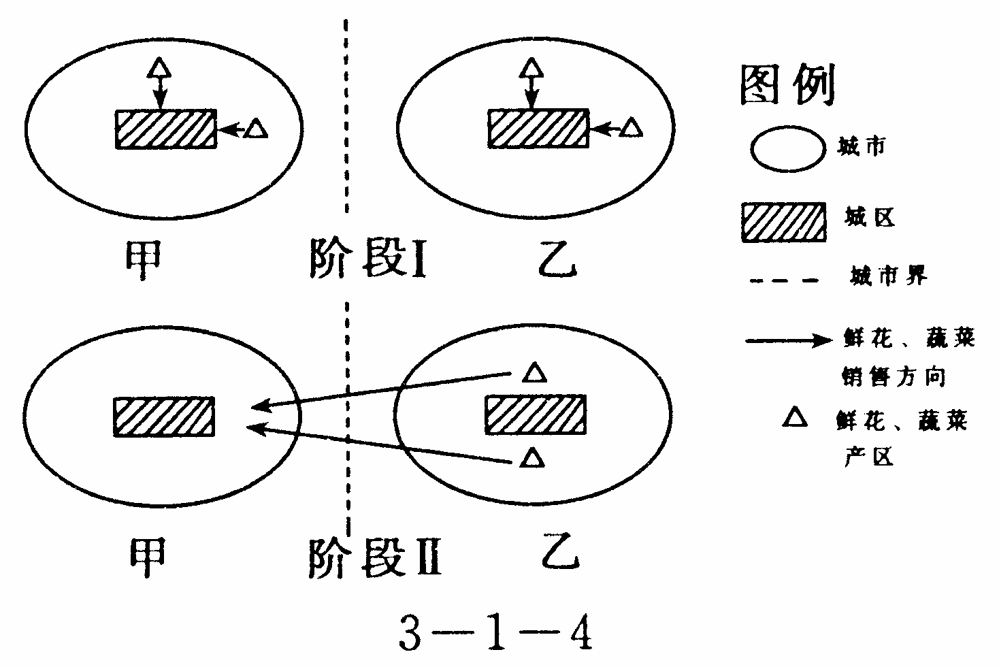 图例
城市
城区
甲 阶段Ⅰ 乙
城市界
鲜花、蔬菜
销售方向
鲜花、蔬菜
产区
甲 阶段Ⅱ 乙
3—1—4